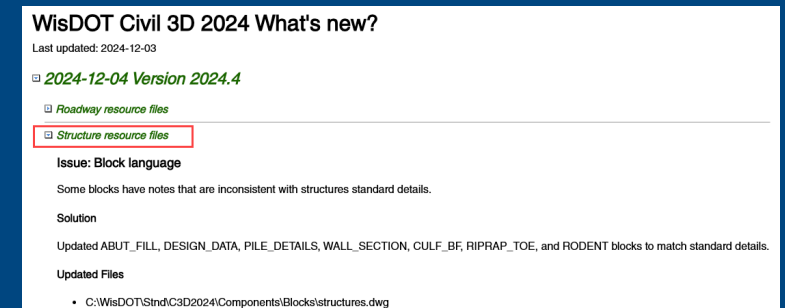 WisDOT Civil 3D 2024 What's new?
Last updated: 2024-12-03
2024-12-04 Version 2024.4
Roadway resource files
Structure resource files
Issue: Block language
Some blocks have notes that are inconsistent with structures standard details.
Solution
Updated ABUT_FILL, DESIGN_DATA, PILE_DETAILS, WALL_SECTION, CULF_BF, RIPRAP_TOE, and RODENT blocks to match standard details.
Updated Files
• C:\WisDOT\Stnd\C3D2024\Components\Blocks\structures.dwg